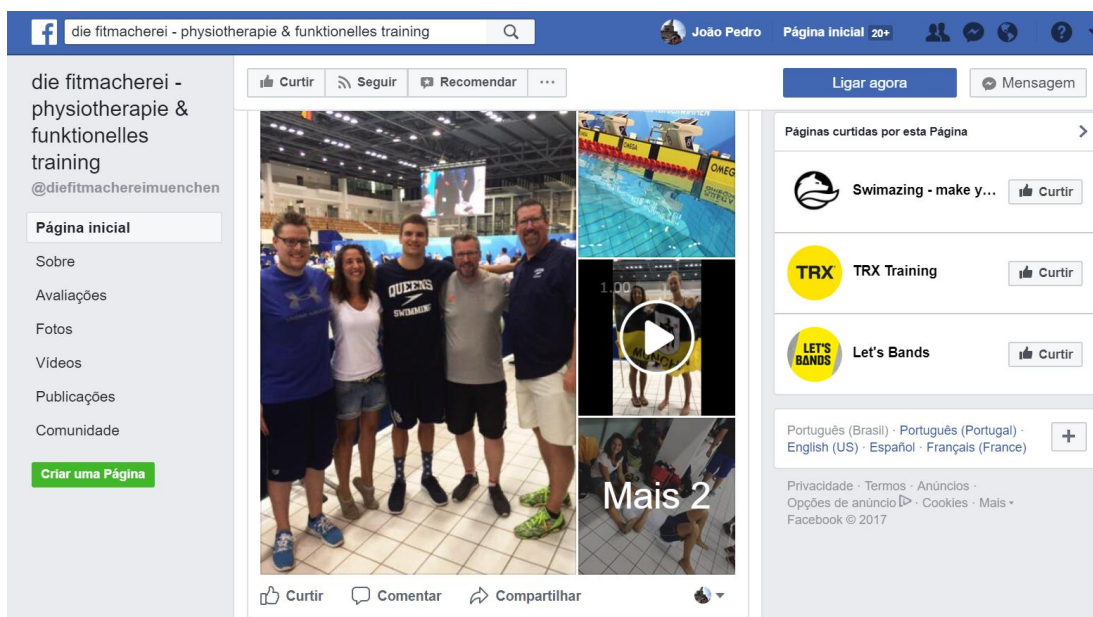 die fitmacherei - physiotherapie & funktionelles training
João Pedro
Página inicial 20+
die fitmacherei -
physiotherapie &
funktionelles
training
@diefitmachereimuenchen
Página inicial
Sobre
Avaliações
Fotos
Vídeos
Publicações
Comunidade
Criar uma Página
Curtir
Seguir
Recomendar
Ligar agora
Mensagem
QUEENS
SWIMMING
OMEGA
OMEGA
1.00
MÜNCHEN
Mais 2
Curtir
Comentar
Compartilhar
Páginas curtidas por esta Página
Swimazing - make y...
Curtir
TRX
TRX Training
Curtir
LET'S
BANDS
Let's Bands
Curtir
Português (Brasil) · Português (Portugal) ·
English (US) · Español · Français (France)
Privacidade · Termos · Anúncios ·
Opções de anúncio · Cookies · Mais
Facebook © 2017